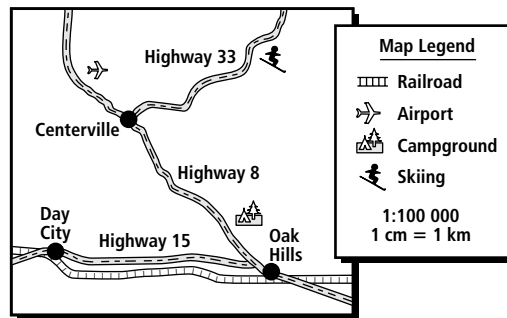 Highway 33
Centerville
Highway 8
Day
City
Highway 15
Oak
Hills
Map Legend
Railroad
Airport
Campground
Skiing
1:100 000
1 cm = 1 km